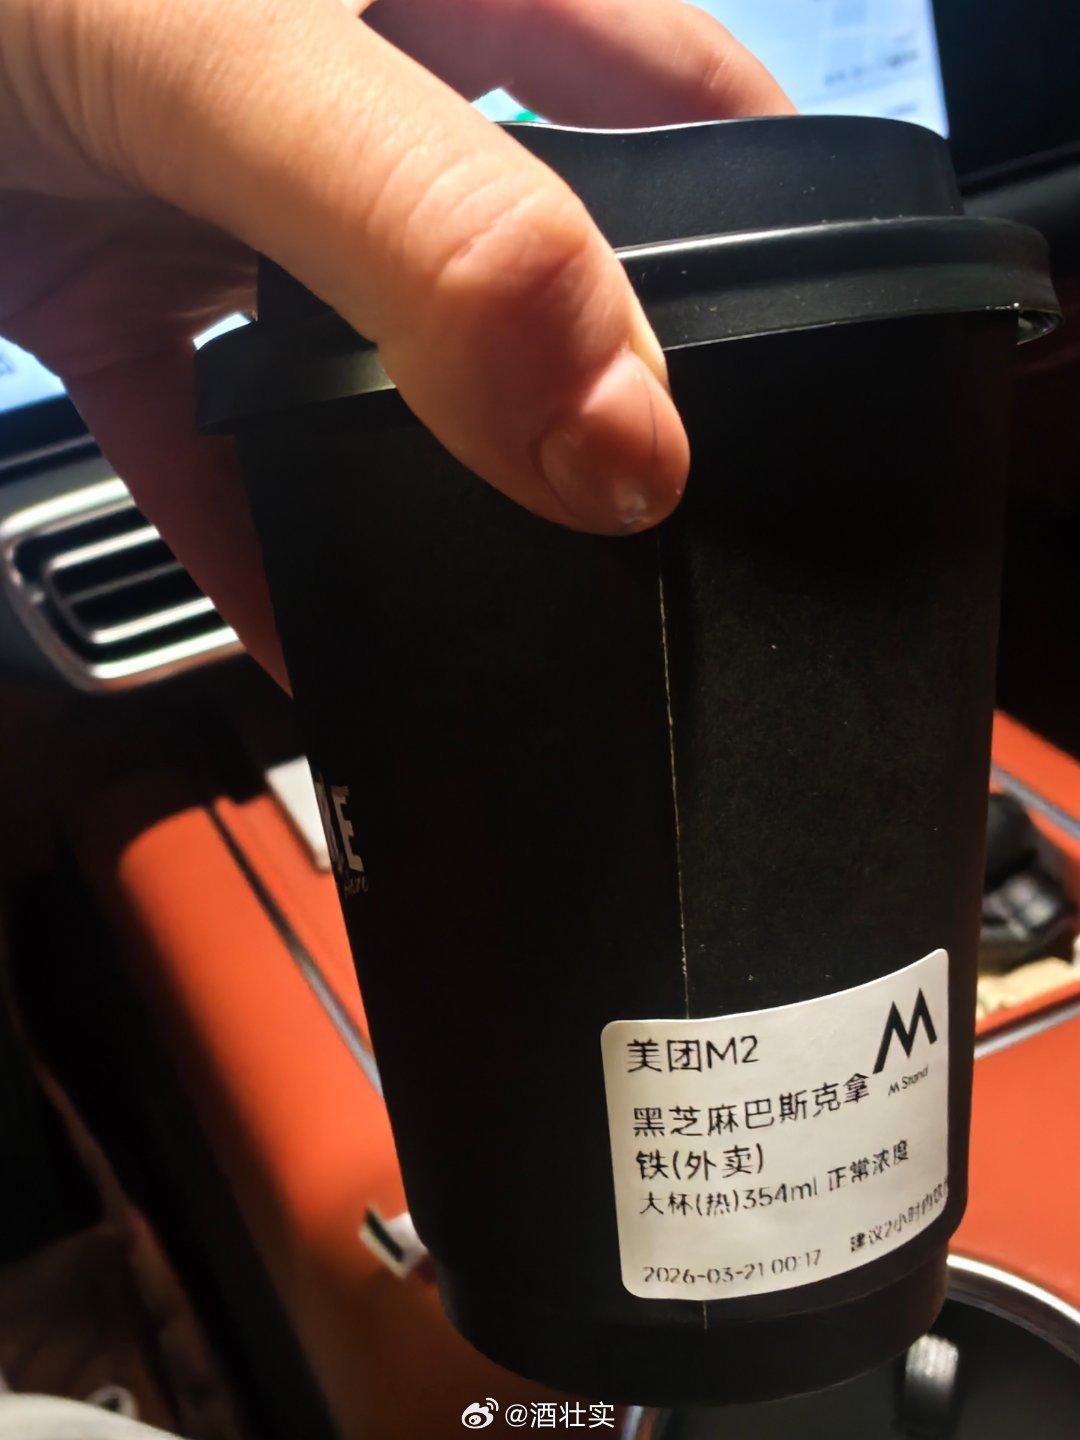 美团M2
M Stand
黑芝麻巴斯克拿
铁(外卖)
大杯(热)354ml 正常浓度
2026-03-21 00:17
建议2小时内饮
@酒壮实